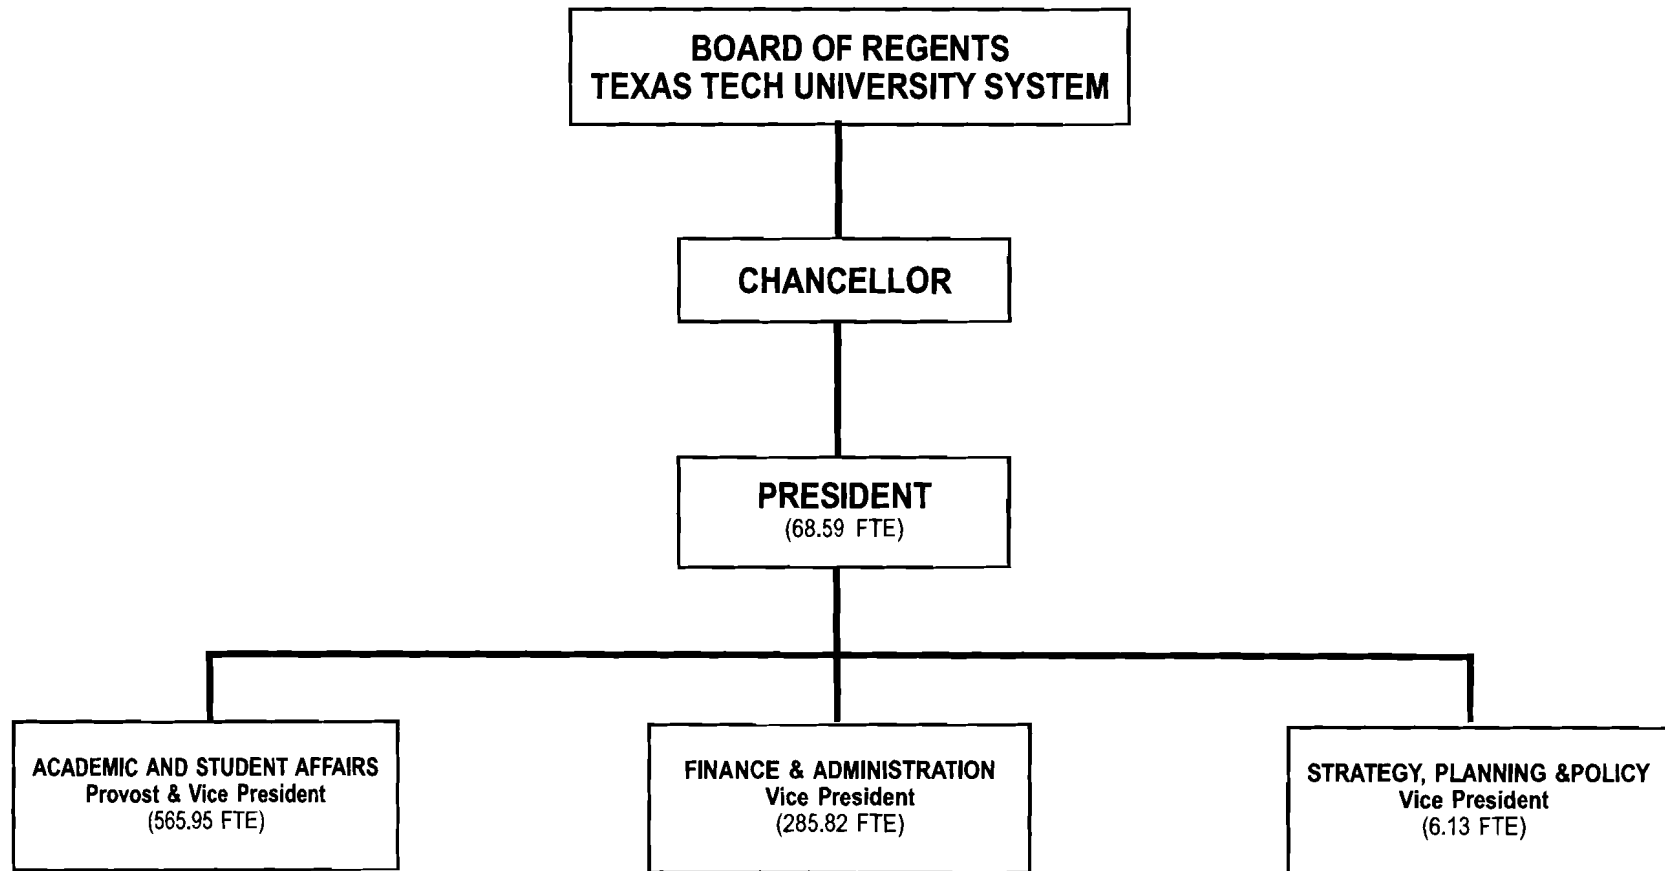 BOARD OF REGENTS
TEXAS TECH UNIVERSITY SYSTEM
CHANCELLOR
PRESIDENT
(68.59 FTE)
ACADEMIC AND STUDENT AFFAIRS
Provost & Vice President
(565.95 FTE)
FINANCE & ADMINISTRATION
Vice President
(285.82 FTE)
STRATEGY, PLANNING &POLICY
Vice President
(6.13 FTE)